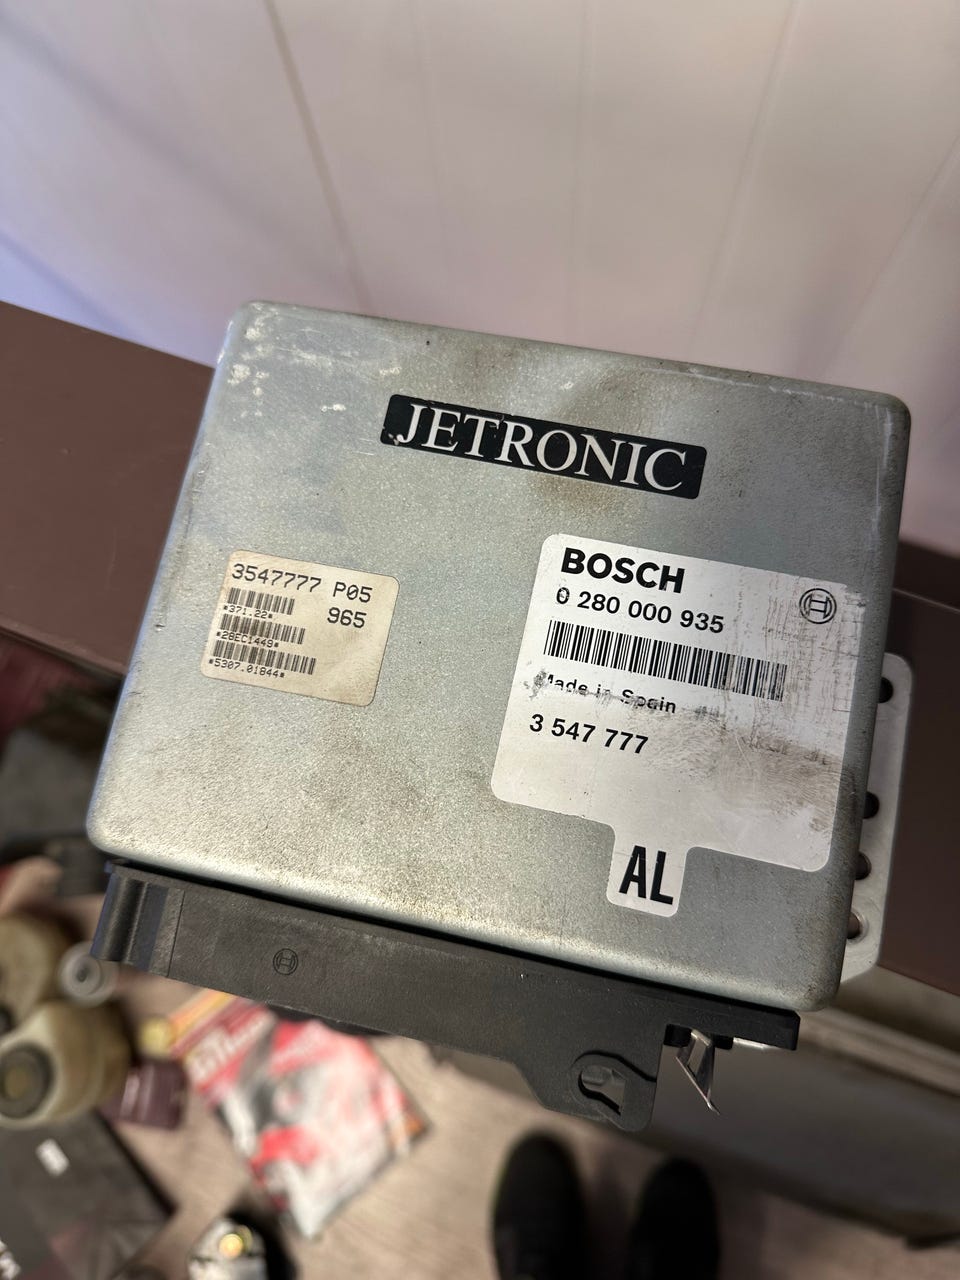 JETRONIC
3547777 P05
965
*371.22*
*28EC1449*
*5307.01844*
BOSCH
0 280 000 935
Made in Spain
3 547 777
AL